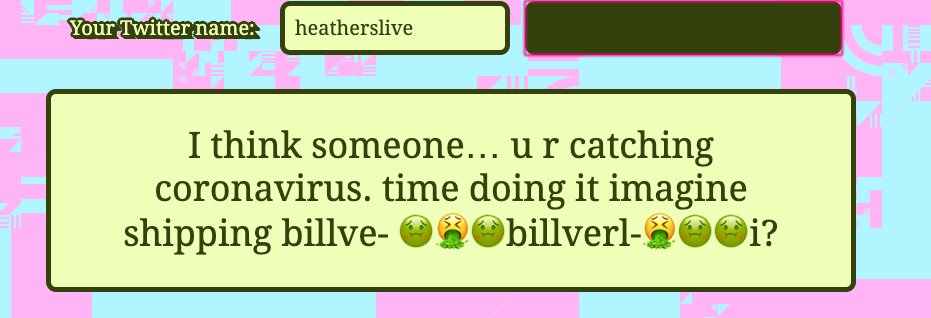 Your Twitter name: heatherslive
I think someone… u r catching
coronavirus. time doing it imagine
shipping billve- 🤢🤮🤢billverl-🤮🤢🤢i?